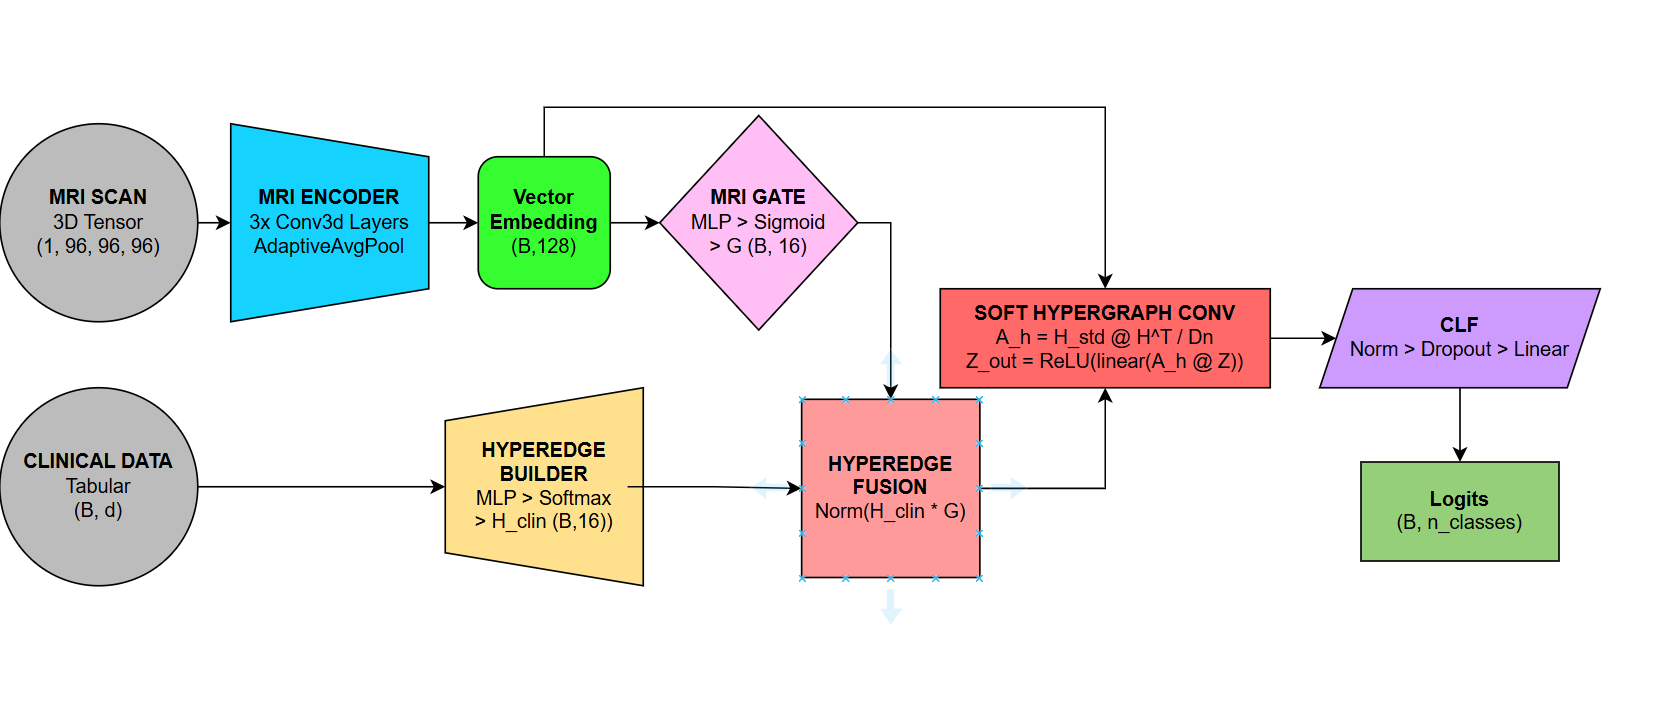 MRI SCAN
3D Tensor
(1, 96, 96, 96)
MRI ENCODER
3x Conv3d Layers
AdaptiveAvgPool
Vector
Embedding
(B,128)
MRI GATE
MLP > Sigmoid
> G (B, 16)
SOFT HYPERGRAPH CONV
A_h = H_std @ H^T / Dn
Z_out = ReLU(linear(A_h @ Z))
CLF
Norm > Dropout > Linear
CLINICAL DATA
Tabular
(B, d)
HYPEREDGE
BUILDER
MLP > Softmax
> H_clin (B,16))
HYPEREDGE
FUSION
Norm(H_clin * G)
Logits
(B, n_classes)